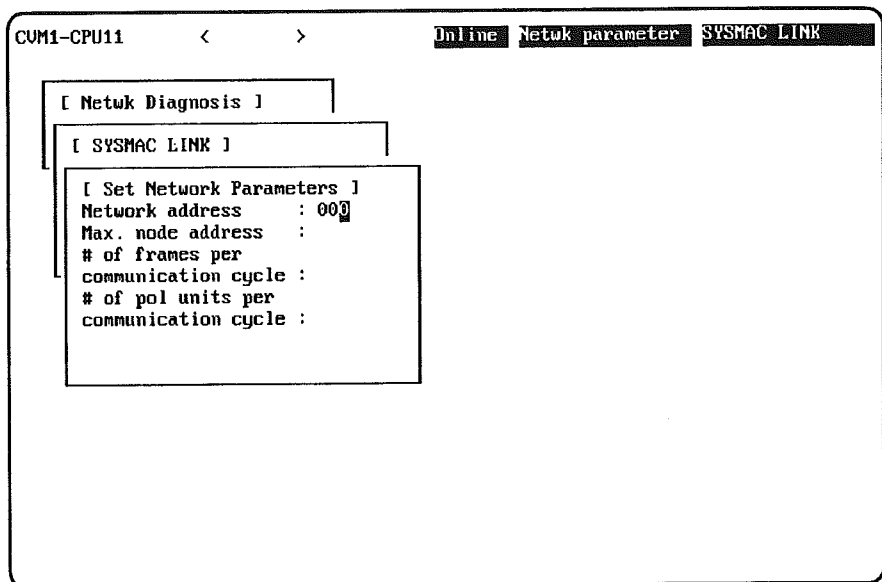 CVM1-CPU11 < > Online Netwk parameter SYSMAC LINK
[ Netwk Diagnosis ]
[ SYSMAC LINK ]
[ Set Network Parameters ]
Network address : 000
Max. node address :
# of frames per
communication cycle :
# of pol units per
communication cycle :